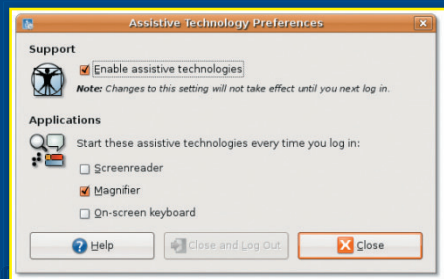 Assistive Technology Preferences
Support
Enable assistive technologies
Note: Changes to this setting will not take effect until you next log in.
Applications
Start these assistive technologies every time you log in:
Screenreader
Magnifier
On-screen keyboard
Help
Close and Log Out
Close